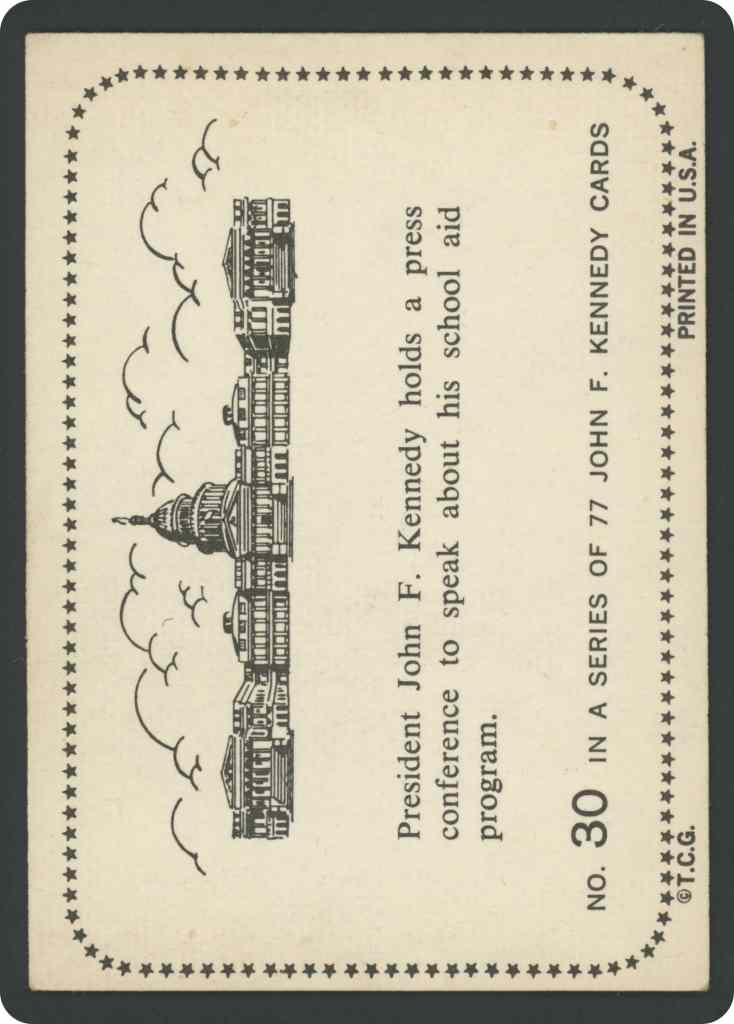 President John F. Kennedy holds a press
conference to speak about his school aid
program.
NO. 30 IN A SERIES OF 77 JOHN F. KENNEDY CARDS
©T.C.G.
PRINTED IN U.S.A.